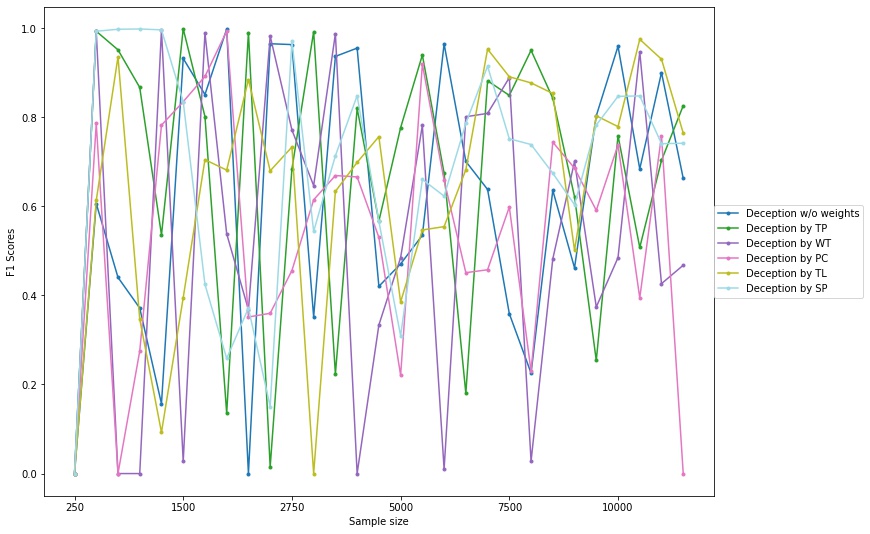 1.0
0.8
0.6
0.4
0.2
0.0
F1 Scores
250 1500 2750 5000 7500 10000
Sample size
Deception w/o weights
Deception by TP
Deception by WT
Deception by PC
Deception by TL
Deception by SP